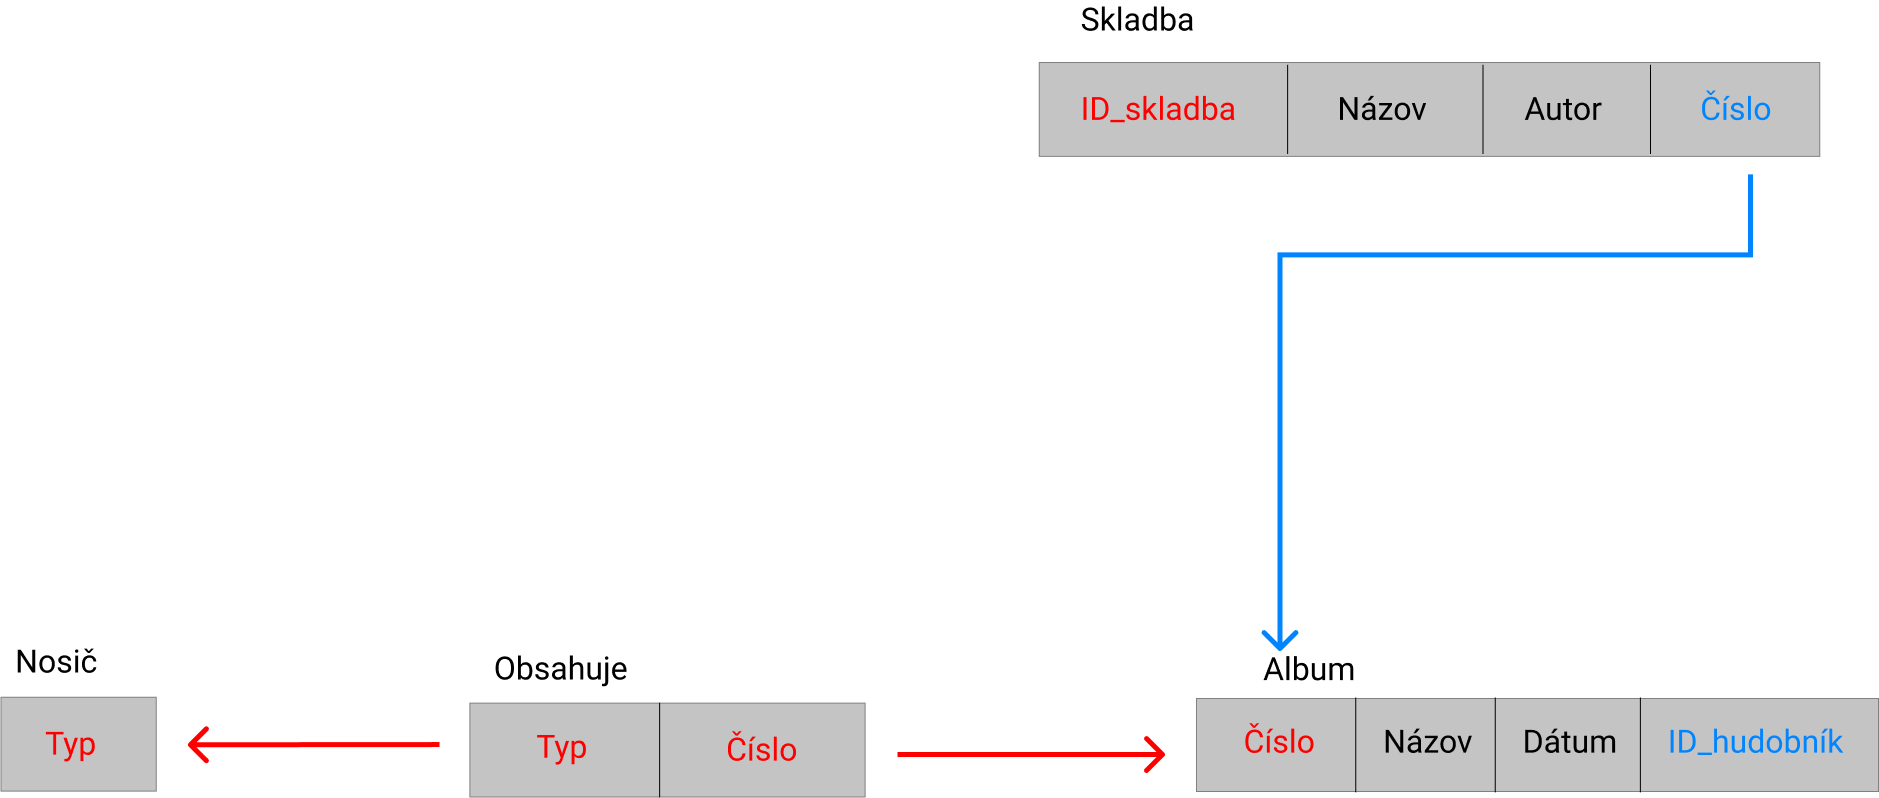 Skladba
ID_skladba Názov Autor Číslo
Nosič
Typ
Obsahuje
Typ Číslo
Album
Číslo Názov Dátum ID_hudobník